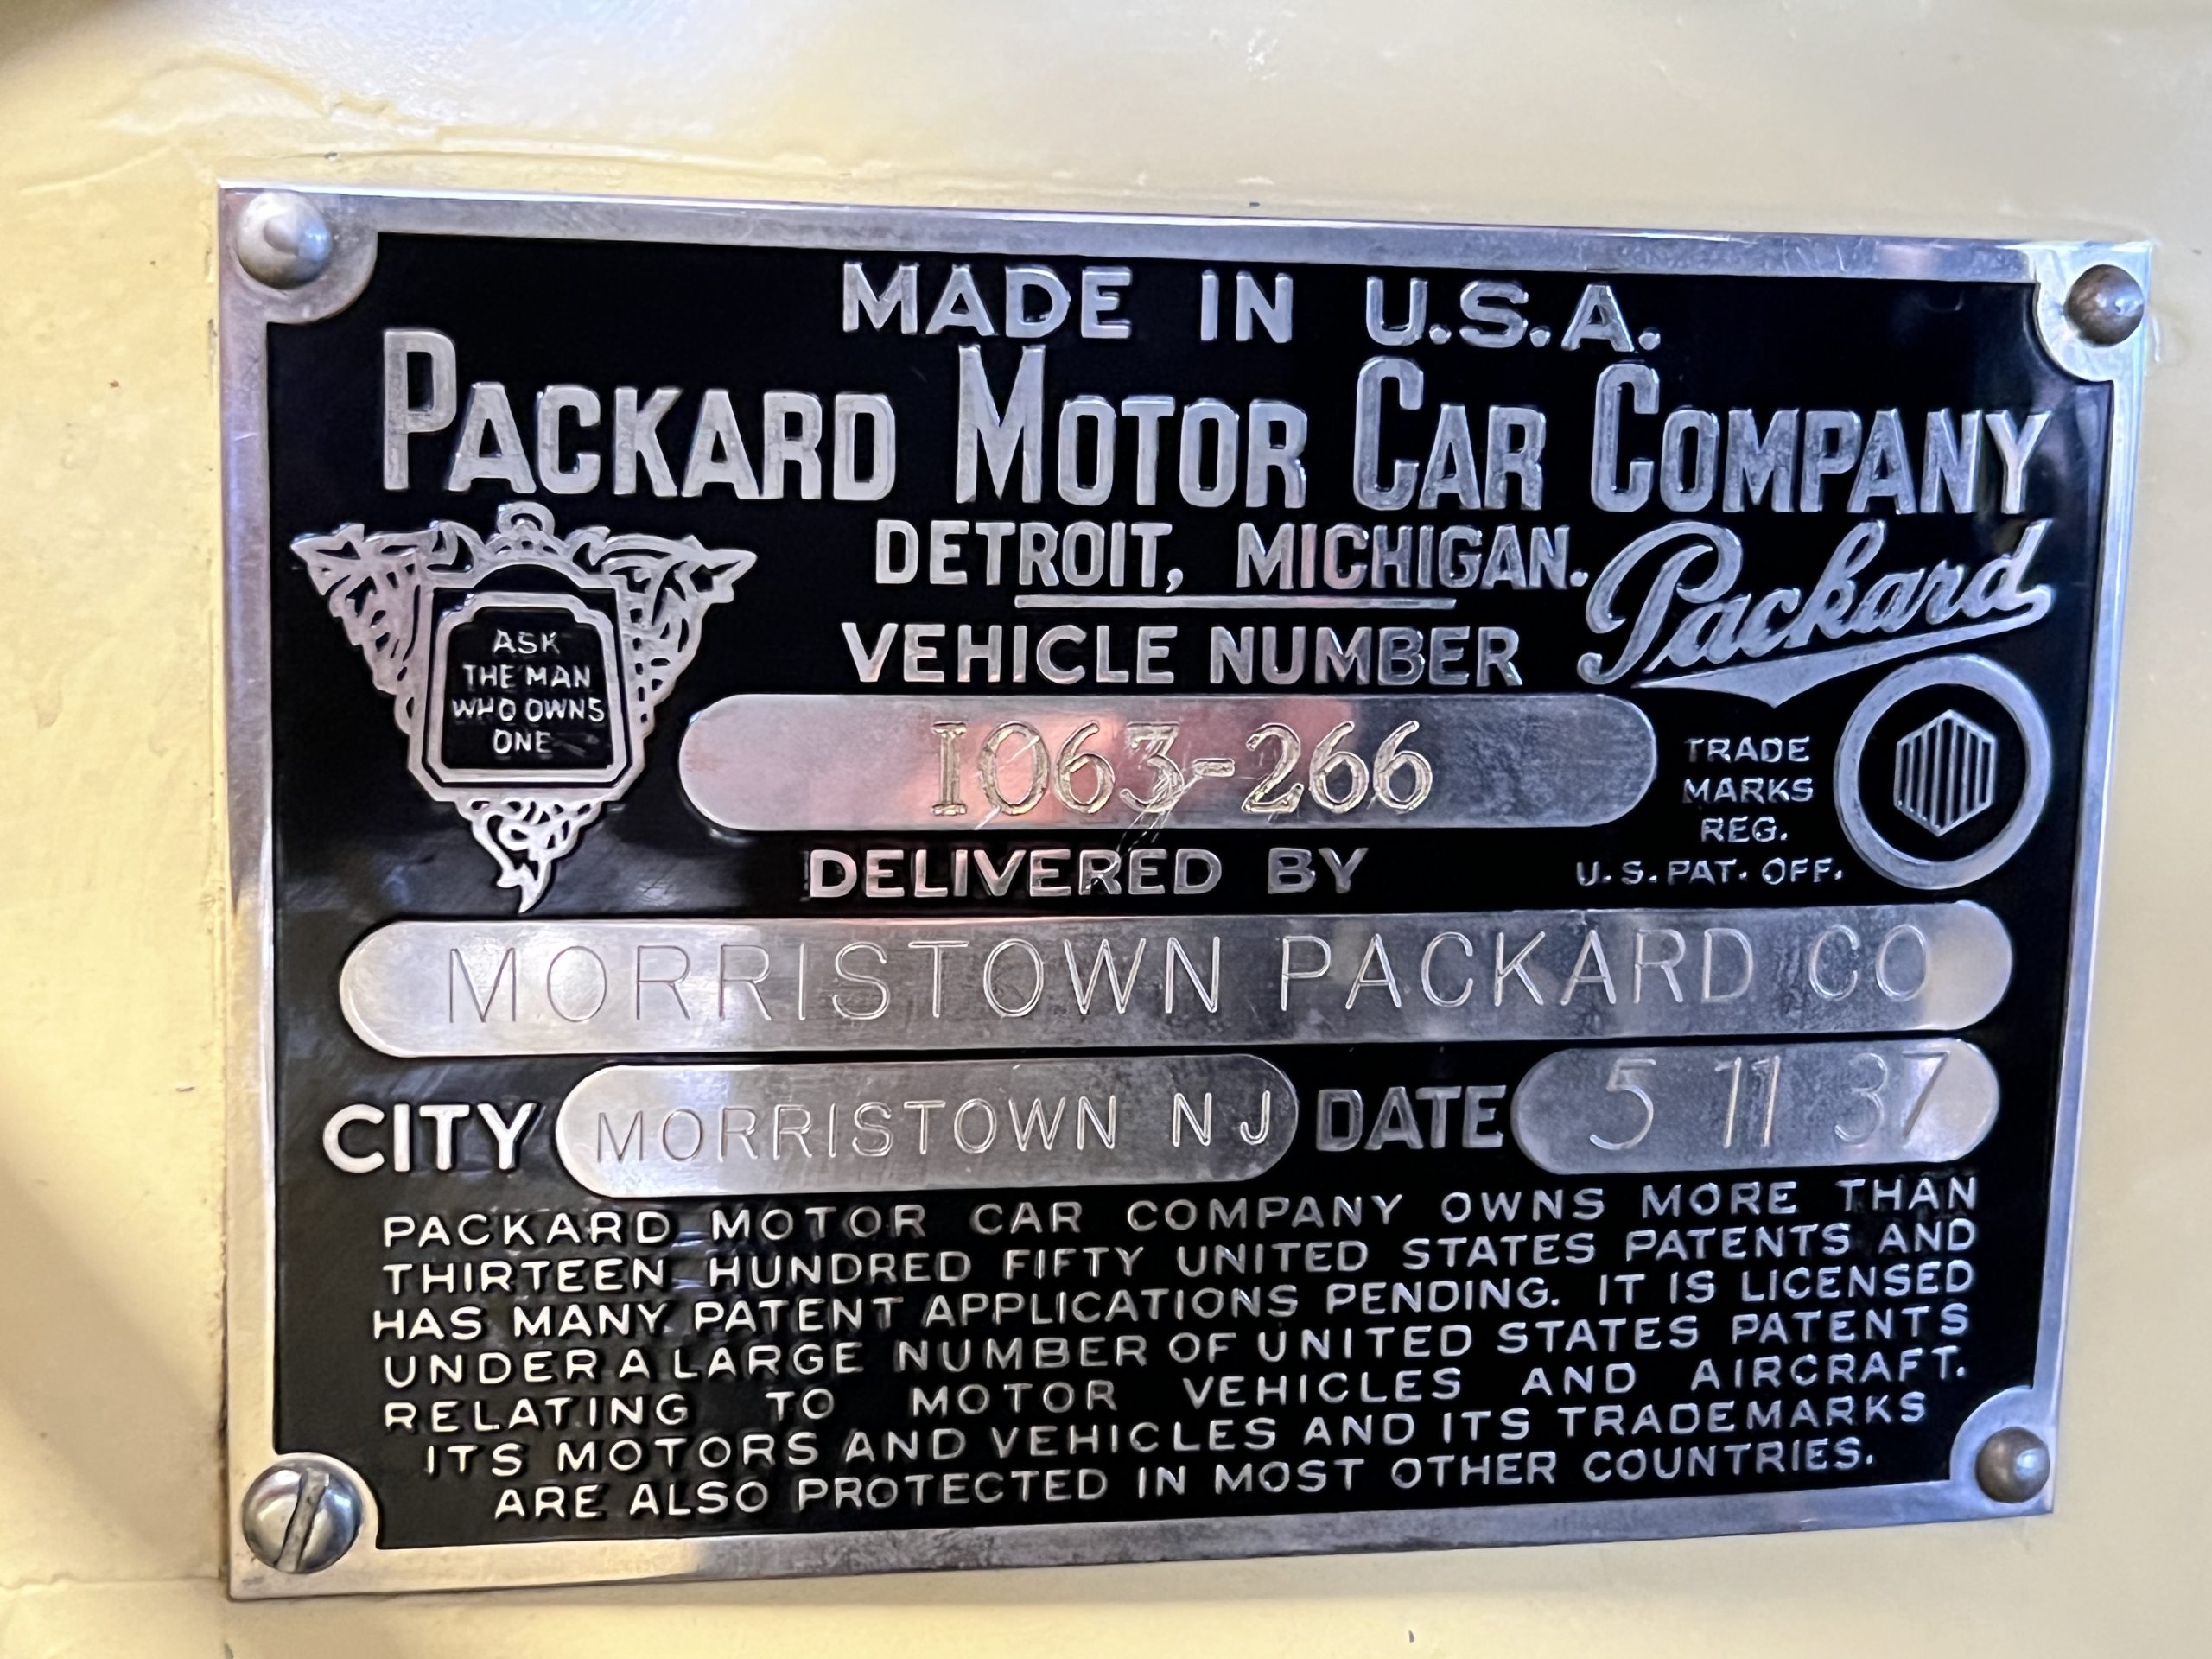 MADE IN U.S.A.
PACKARD MOTOR CAR COMPANY
DETROIT, MICHIGAN.
Packard
ASK
THE MAN
WHO OWNS
ONE
VEHICLE NUMBER
1063-266
TRADE
MARKS
REG.
U.S. PAT. OFF.
DELIVERED BY
MORRISTOWN PACKARD CO
CITY MORRISTOWN N J DATE 5 11 37
PACKARD MOTOR CAR COMPANY OWNS MORE THAN
THIRTEEN HUNDRED FIFTY UNITED STATES PATENTS AND
HAS MANY PATENT APPLICATIONS PENDING. IT IS LICENSED
UNDER A LARGE NUMBER OF UNITED STATES PATENTS
RELATING TO MOTOR VEHICLES AND AIRCRAFT.
ITS MOTORS AND VEHICLES AND ITS TRADEMARKS
ARE ALSO PROTECTED IN MOST OTHER COUNTRIES.